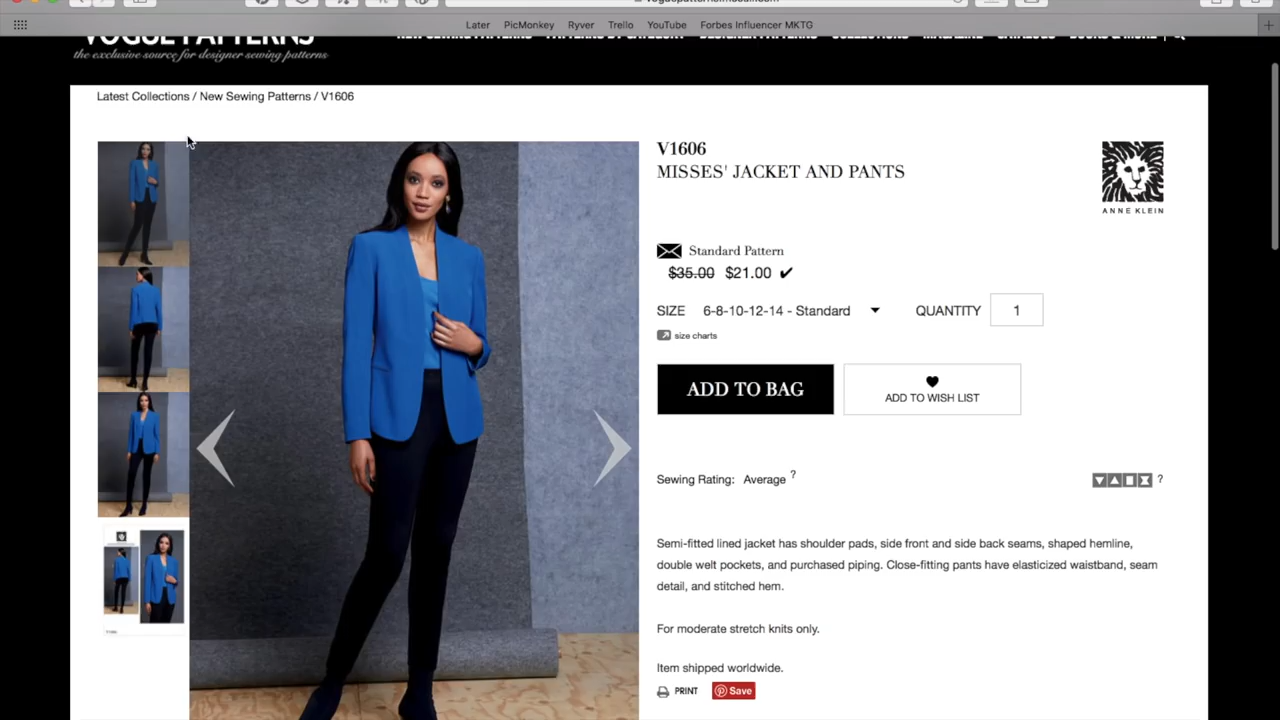 Later PicMonkey Ryver Trello YouTube Forbes Influencer MKTG
VOGUE PATTERNS
the exclusive source for designer sewing patterns
Latest Collections / New Sewing Patterns / V1606
V1606
MISSES' JACKET AND PANTS
ANNE KLEIN
Standard Pattern
$35.00 $21.00
SIZE 6-8-10-12-14 - Standard QUANTITY 1
size charts
ADD TO BAG
ADD TO WISH LIST
Sewing Rating: Average ?
?
Semi-fitted lined jacket has shoulder pads, side front and side back seams, shaped hemline,
double welt pockets, and purchased piping. Close-fitting pants have elasticized waistband, seam
detail, and stitched hem.
For moderate stretch knits only.
Item shipped worldwide.
PRINT Save